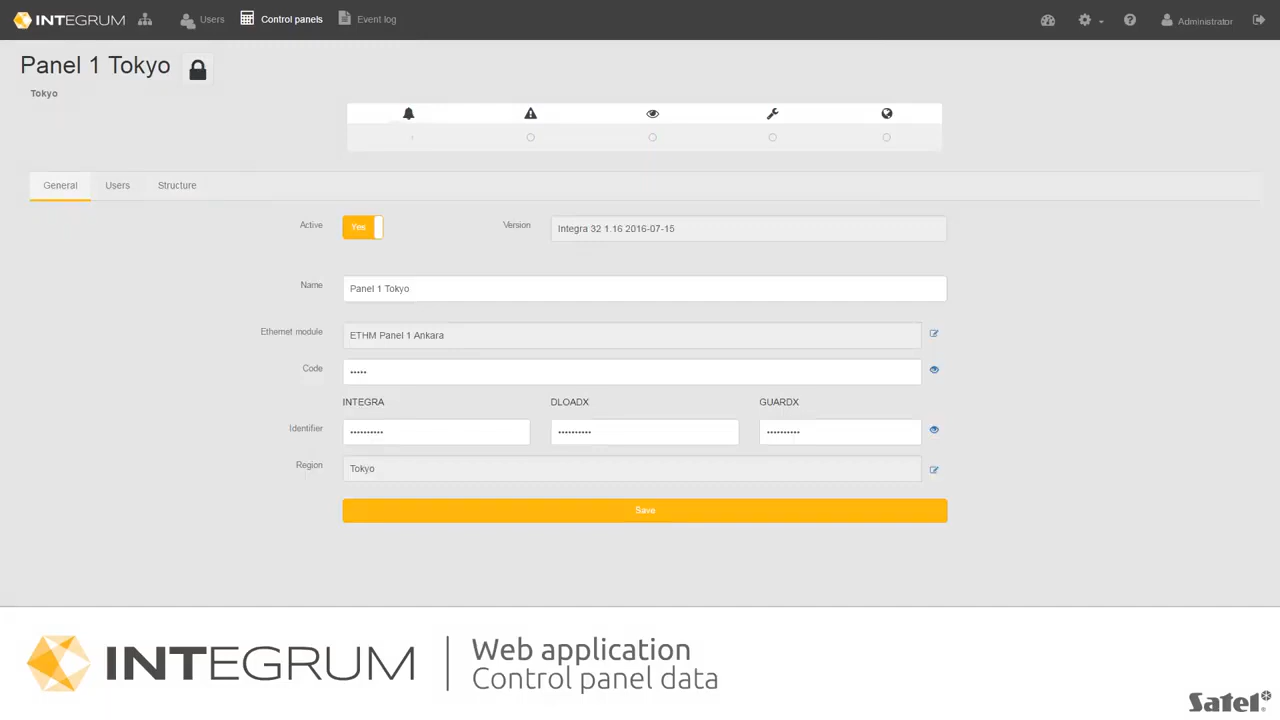 INTEGRUM Users Control panels Event log Administrator
Panel 1 Tokyo
Tokyo
General Users Structure
Active Yes Version Integra 32 1.16 2016-07-15
Name Panel 1 Tokyo
Ethernet module ETHM Panel 1 Ankara
Code •••••
INTEGRA DLOADX GUARDX
Identifier •••••••••• •••••••••• ••••••••••
Region Tokyo
Save
INTEGRUM
Web application
Control panel data
Satel